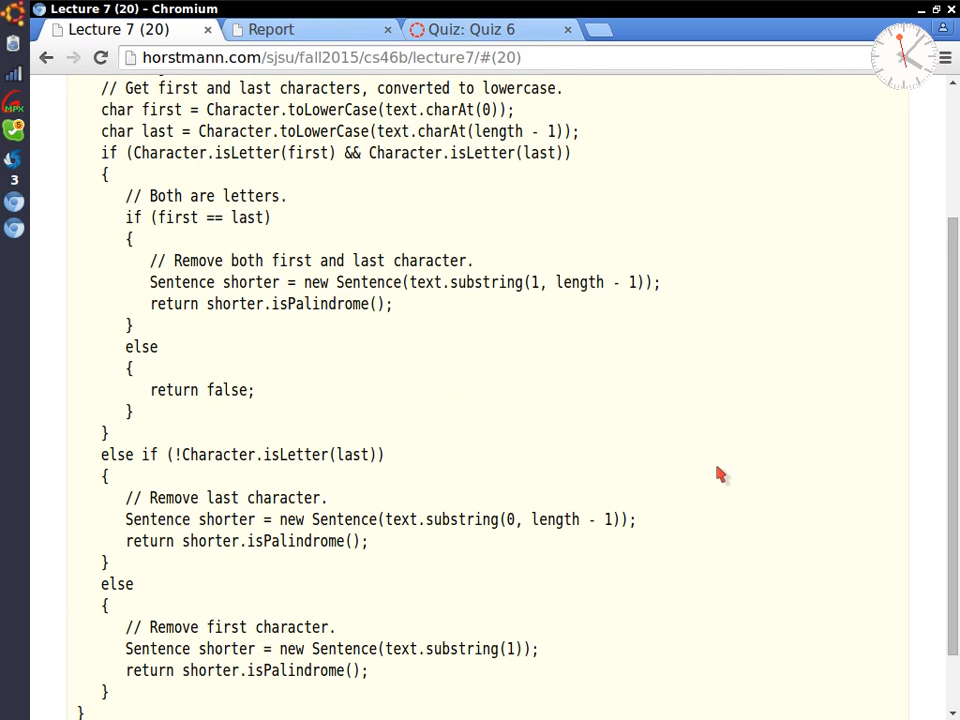 Lecture 7 (20) - Chromium
Lecture 7 (20) × Report × Quiz: Quiz 6 ×
horstmann.com/sjsu/fall2015/cs46b/lecture7/#(20)
MPX
5
3
// Get first and last characters, converted to lowercase.
char first = Character.toLowerCase(text.charAt(0));
char last = Character.toLowerCase(text.charAt(length - 1));
if (Character.isLetter(first) && Character.isLetter(last))
{
// Both are letters.
if (first == last)
{
// Remove both first and last character.
Sentence shorter = new Sentence(text.substring(1, length - 1));
return shorter.isPalindrome();
}
else
{
return false;
}
}
else if (!Character.isLetter(last))
{
// Remove last character.
Sentence shorter = new Sentence(text.substring(0, length - 1));
return shorter.isPalindrome();
}
else
{
// Remove first character.
Sentence shorter = new Sentence(text.substring(1));
return shorter.isPalindrome();
}
}